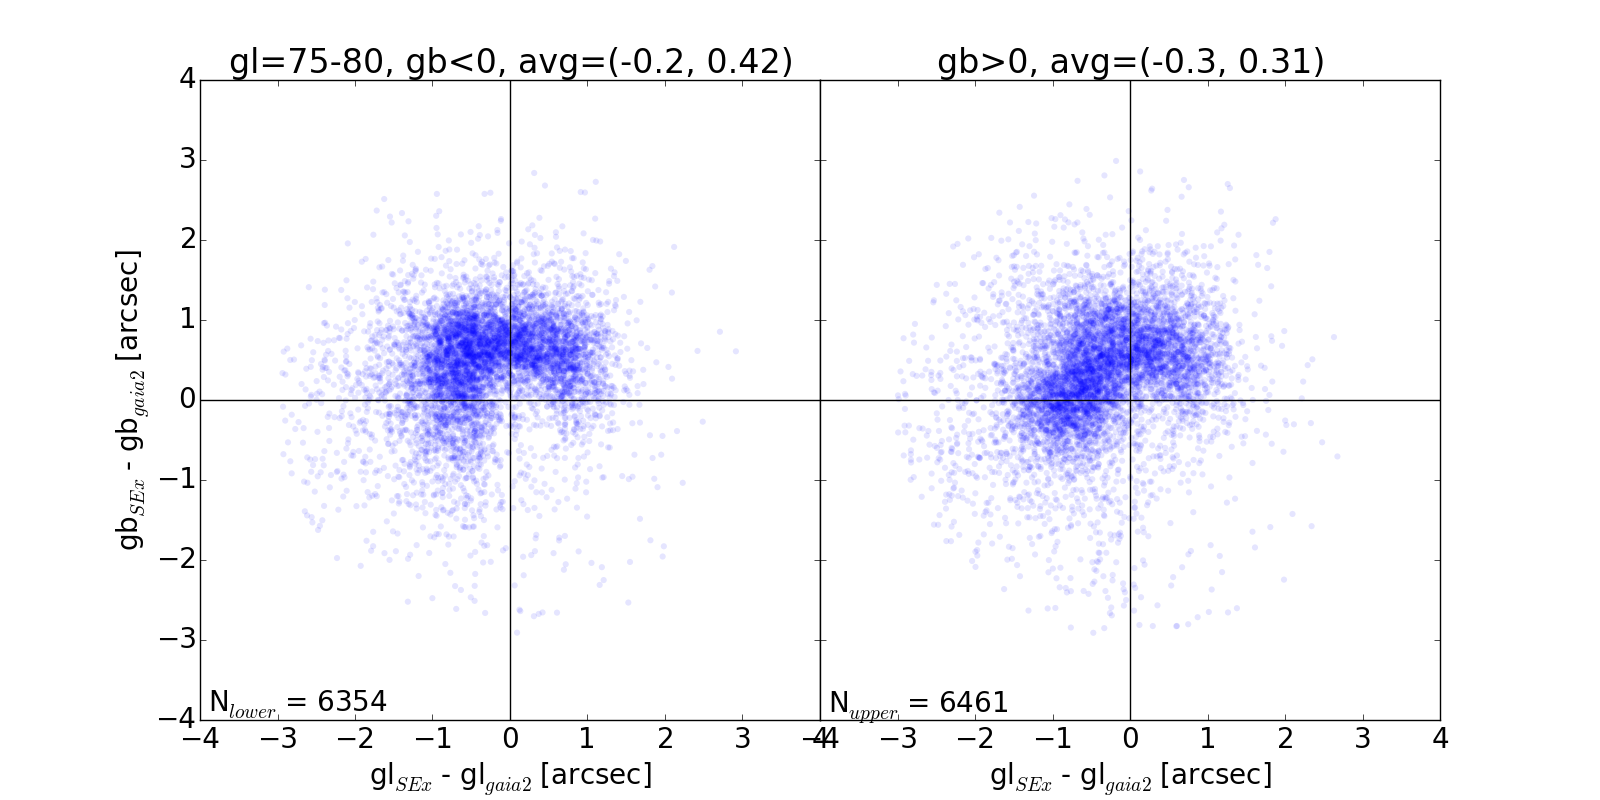 gl=75-80, gb<0, avg=(-0.2, 0.42)
gb>0, avg=(-0.3, 0.31)
4
3
2
1
0
−1
−2
−3
−4
gb_SEx - gb_gaia2 [arcsec]
N_lower = 6354
N_upper = 6461
−4 −3 −2 −1 0 1 2 3 4
−4 −3 −2 −1 0 1 2 3 4
gl_SEx - gl_gaia2 [arcsec]
gl_SEx - gl_gaia2 [arcsec]